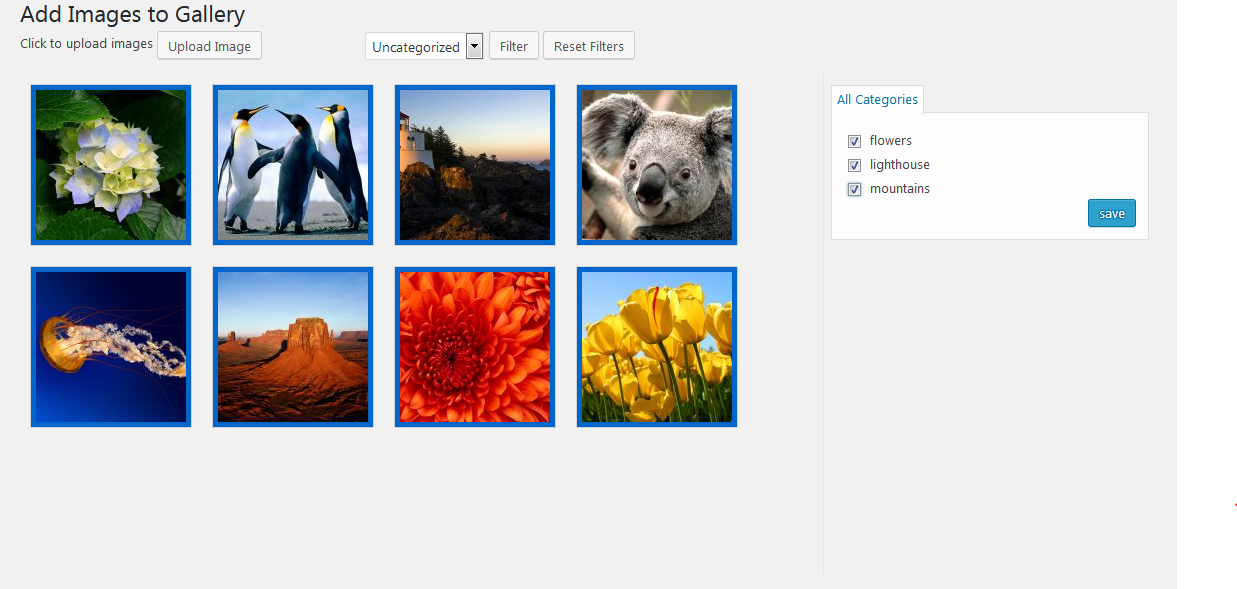 Add Images to Gallery
Click to upload images Upload Image Uncategorized Filter Reset Filters
All Categories
flowers
lighthouse
mountains
save